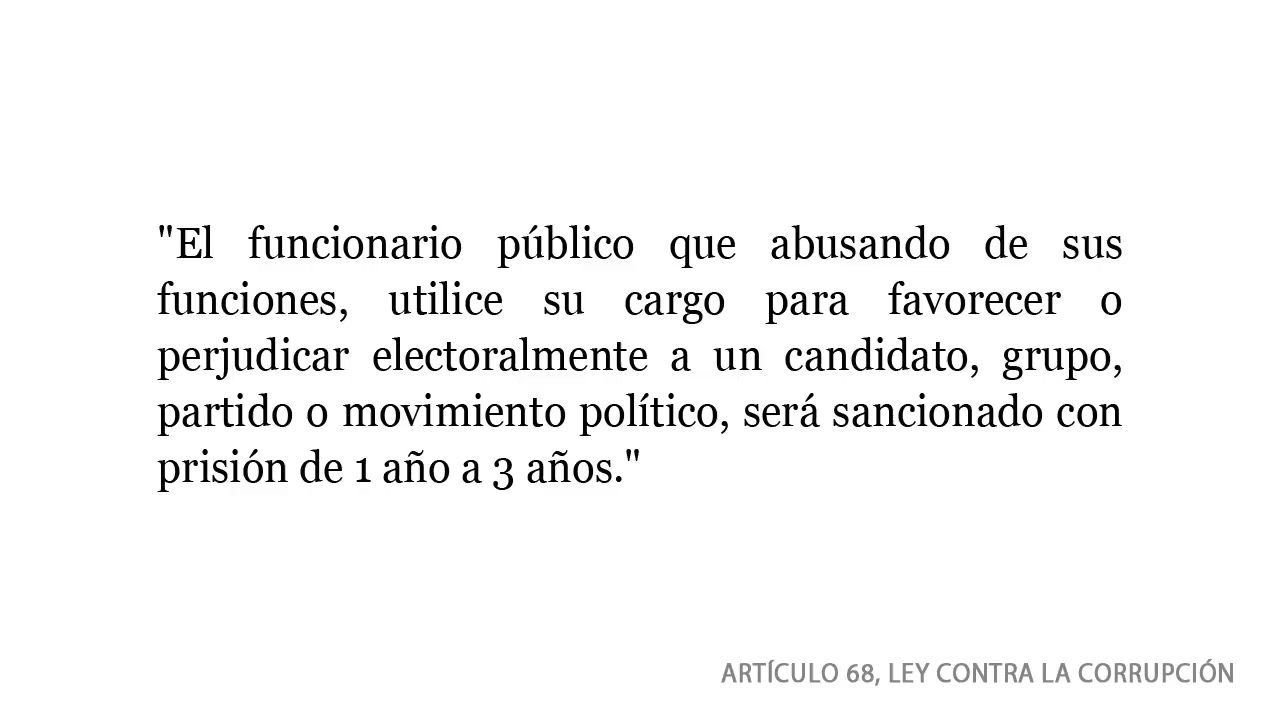 "El funcionario público que abusando de sus
funciones, utilice su cargo para favorecer o
perjudicar electoralmente a un candidato, grupo,
partido o movimiento político, será sancionado con
prisión de 1 año a 3 años."
ARTÍCULO 68, LEY CONTRA LA CORRUPCIÓN